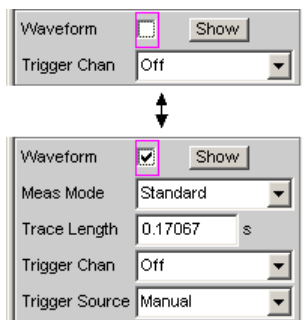 Waveform Show
Trigger Chan Off
Waveform Show
Meas Mode Standard
Trace Length 0.17067 s
Trigger Chan Off
Trigger Source Manual